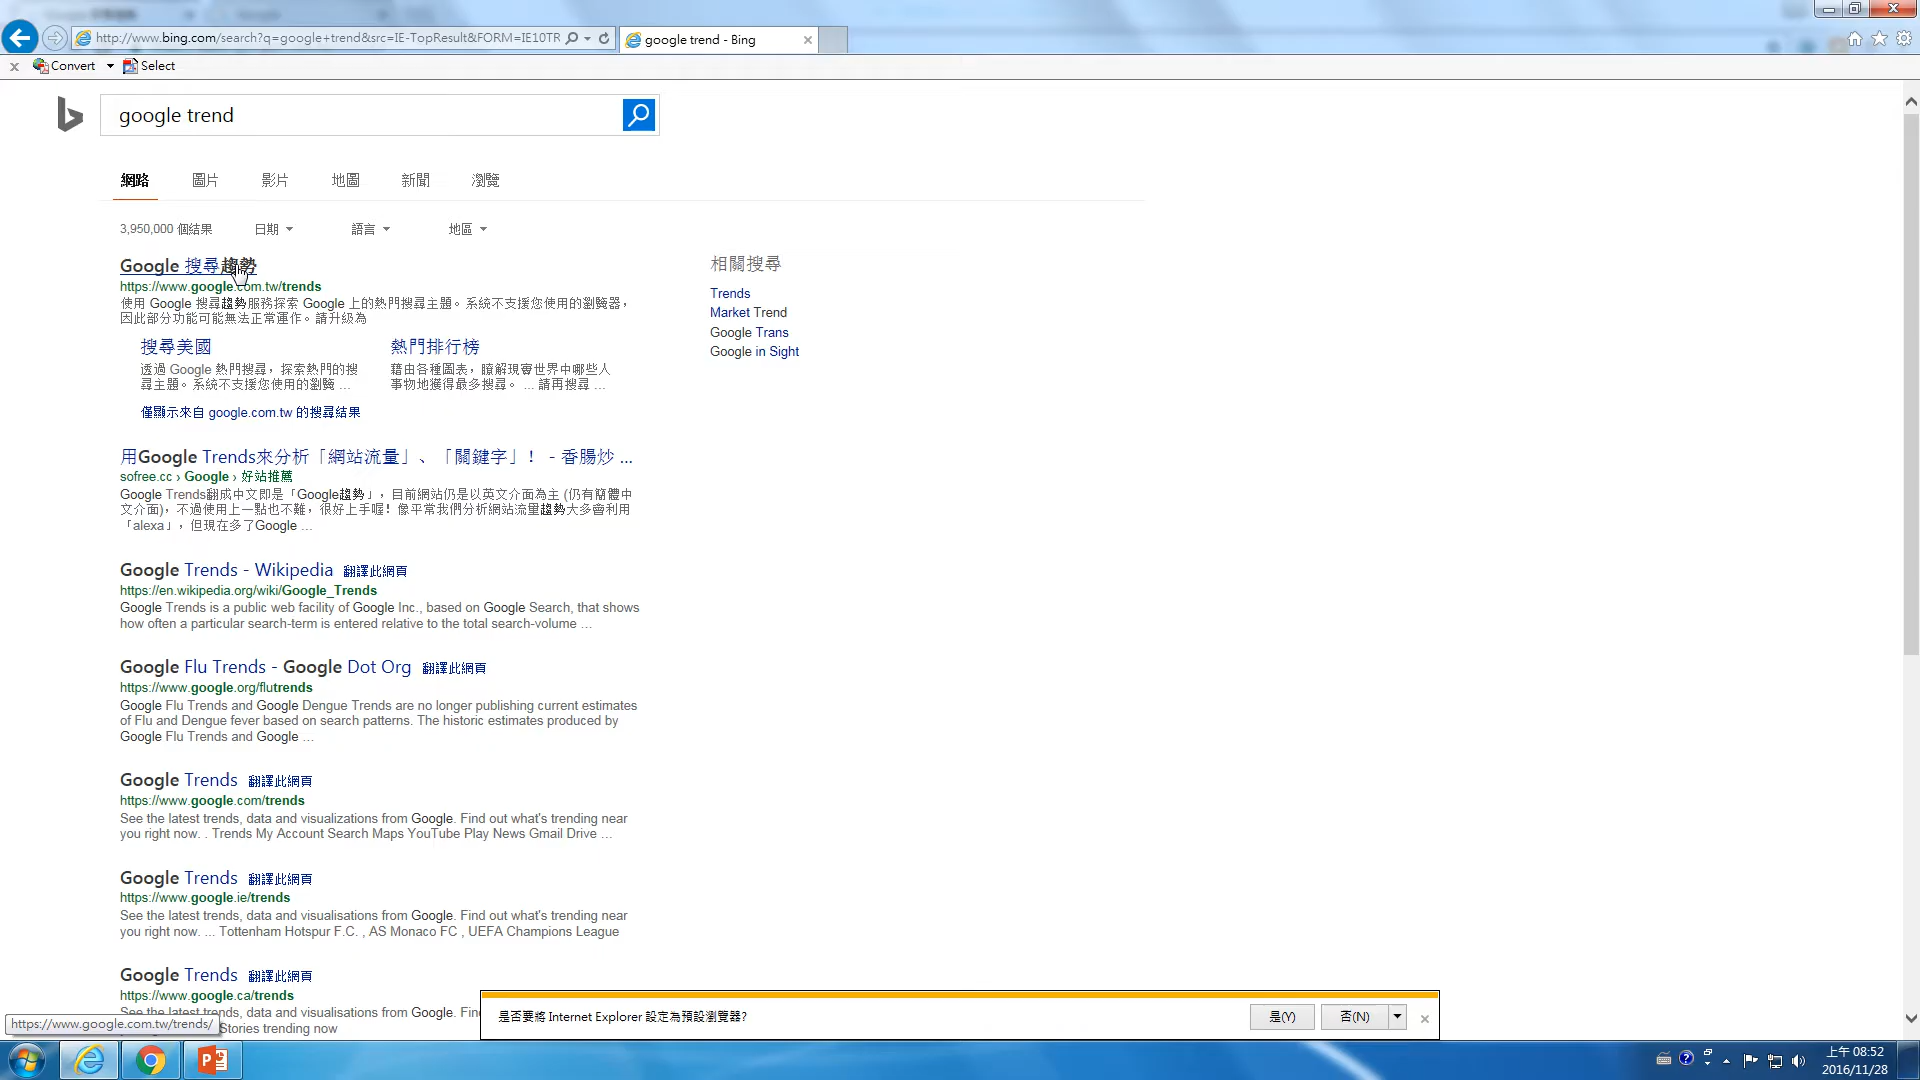 http://www.bing.com/search?q=google+trend&src=IE-TopResult&FORM=IE10TR
google trend - Bing
Convert
Select
google trend
網路 圖片 影片 地圖 新聞 瀏覽
3,950,000 個結果 日期 語言 地區
Google 搜尋趨勢
https://www.google.com.tw/trends
使用 Google 搜尋趨勢服務探索 Google 上的熱門搜尋主題。系統不支援您使用的瀏覽器，
因此部分功能可能無法正常運作。請升級為
搜尋美國
透過 Google 熱門搜尋，探索熱門的搜
尋主題。系統不支援您使用的瀏覽 ...
熱門排行榜
藉由各種圖表，瞭解現實世界中哪些人
事物地獲得最多搜尋。 ... 請再搜尋 ...
僅顯示來自 google.com.tw 的搜尋結果
用Google Trends來分析「網站流量」、「關鍵字」！ - 香腸炒 ...
sofree.cc › Google › 好站推薦
Google Trends翻成中文即是「Google趨勢」，目前網站仍是以英文介面為主 (仍有簡體中
文介面)，不過使用上一點也不難，很好上手喔！像平常我們分析網站流量趨勢大多會利用
「alexa」，但現在多了Google ...
Google Trends - Wikipedia 翻譯此網頁
https://en.wikipedia.org/wiki/Google_Trends
Google Trends is a public web facility of Google Inc., based on Google Search, that shows
how often a particular search-term is entered relative to the total search-volume ...
Google Flu Trends - Google Dot Org 翻譯此網頁
https://www.google.org/flutrends
Google Flu Trends and Google Dengue Trends are no longer publishing current estimates
of Flu and Dengue fever based on search patterns. The historic estimates produced by
Google Flu Trends and Google ...
Google Trends 翻譯此網頁
https://www.google.com/trends
See the latest trends, data and visualizations from Google. Find out what's trending near
you right now. . Trends My Account Search Maps YouTube Play News Gmail Drive ...
Google Trends 翻譯此網頁
https://www.google.ie/trends
See the latest trends, data and visualisations from Google. Find out what's trending near
you right now. ... Tottenham Hotspur F.C. , AS Monaco FC , UEFA Champions League
Google Trends 翻譯此網頁
https://www.google.ca/trends
See the latest trends, data and visualizations from Google. Fin
Stories trending now
相關搜尋
Trends
Market Trend
Google Trans
Google in Sight
https://www.google.com.tw/trends/
是否要將 Internet Explorer 設定為預設瀏覽器?
是(Y)
否(N)
上午 08:52
2016/11/28